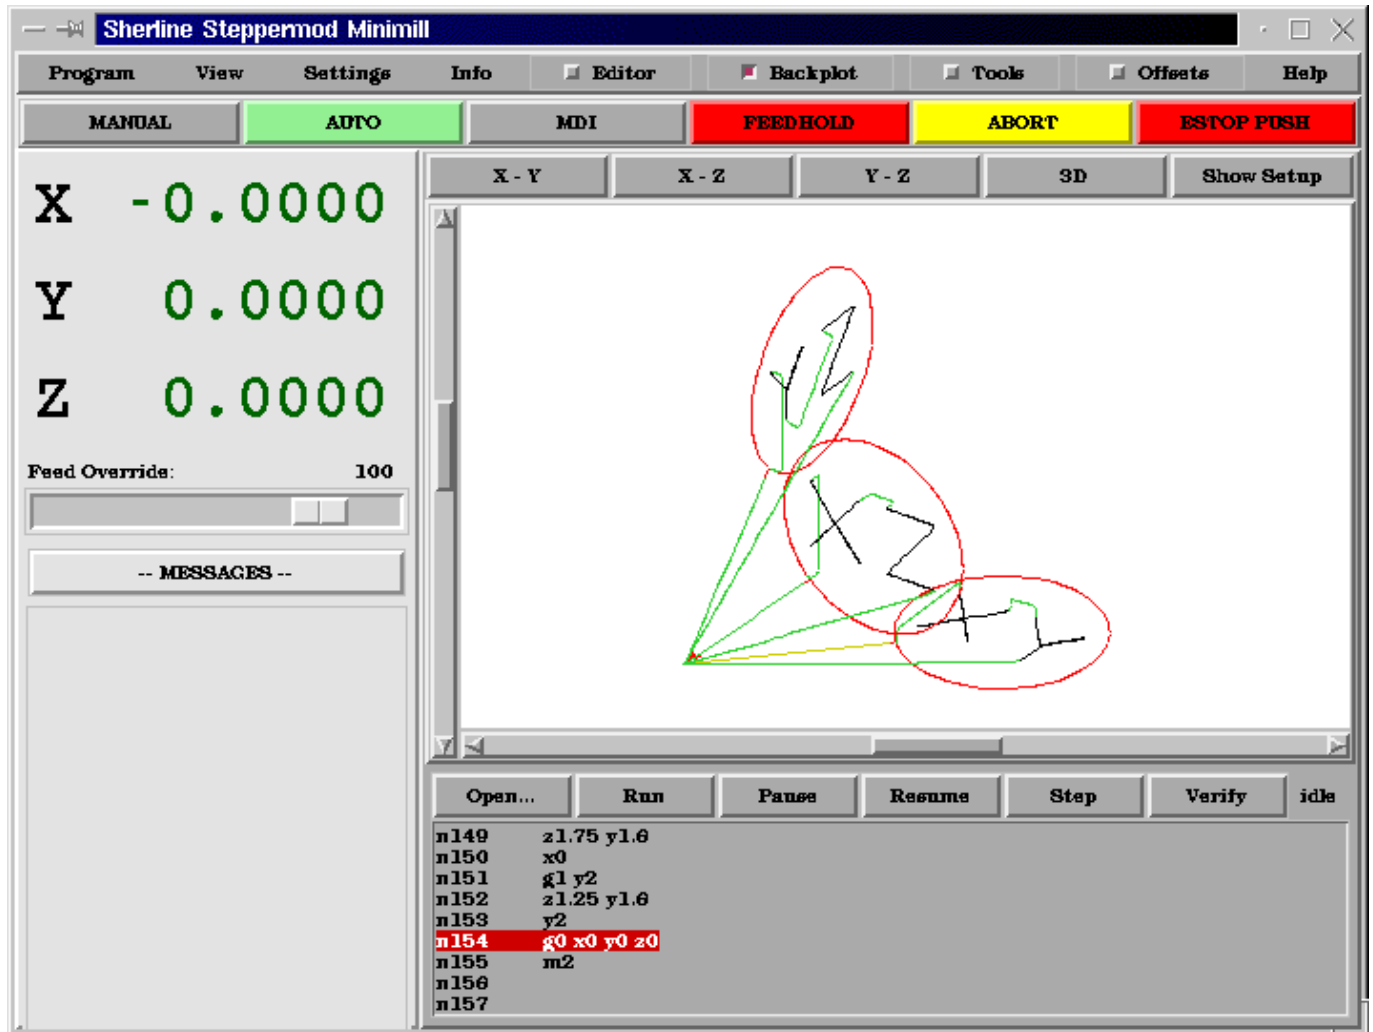 Sherline Steppermod Minimill
Program View Settings Info Editor Backplot Tools Offsets Help
MANUAL AUTO MDI FEEDHOLD ABORT ESTOP PUSH
X - Y X - Z Y - Z 3D Show Setup
X -0.0000
Y 0.0000
Z 0.0000
Feed Override: 100
-- MESSAGES --
Y Z
X Z
X Y
Open... Run Pause Resume Step Verify idle
n149 z1.75 y1.6
n150 x0
n151 g1 y2
n152 z1.25 y1.6
n153 y2
n154 g0 x0 y0 z0
n155 m2
n156
n157